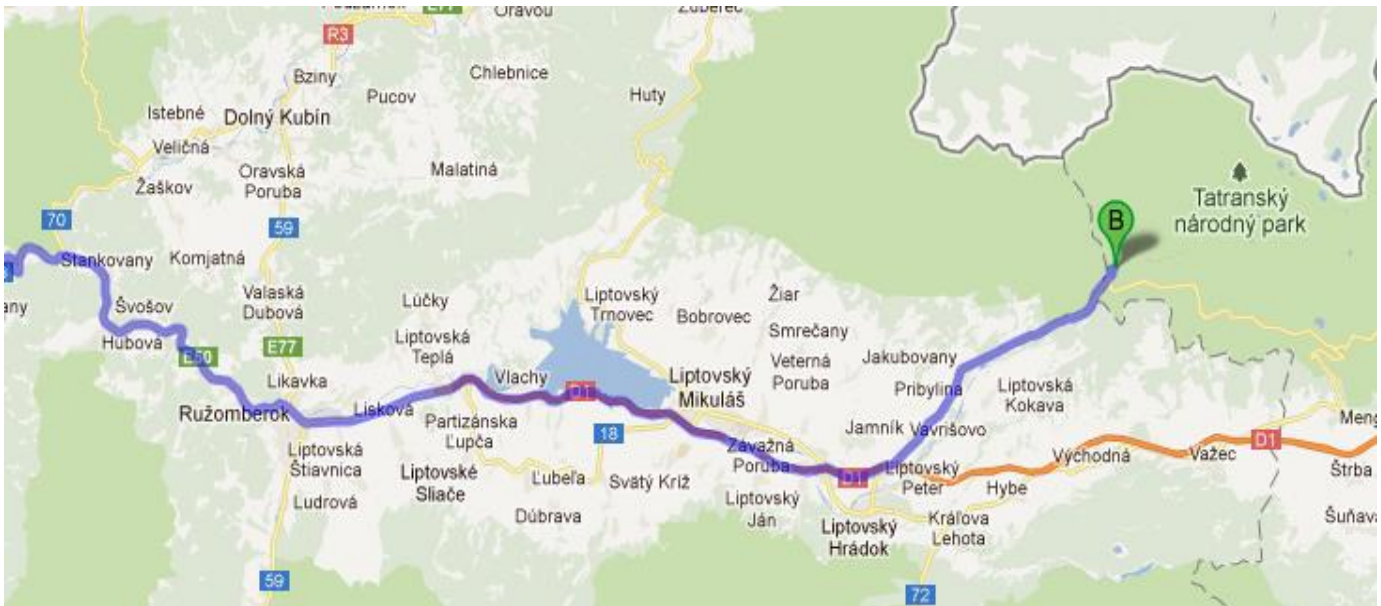 Oravou
R3
Bziny
Chlebnice
Pucov
Huty
Istebné
Dolný Kubín
Veličná
Malatiná
Oravská
Poruba
Žaškov
B
Tatranský
národný park
70
59
Stankovany
Komjatná
Valaská
Dubová
Lúčky
Liptovský
Trnovec
Žiar
Bobrovec
Smrečany
Švošov
Hubová
E50
E77
Liptovská
Teplá
Likavka
Vlachy
D1
Liptovský
Mikuláš
Veterná
Poruba
Jakubovany
Pribylina
Liptovská
Kokava
Ružomberok
Lisková
Partizánska
Ľupča
18
Jamník
Vavrišovo
Závažná
Poruba
D1
Liptovský
Peter
Východná
Važec
D1
Štrba
Liptovská
Štiavnica
Liptovské
Sliače
Ľubeľa
Svätý Kríž
Hybe
Ludrová
Dúbrava
Liptovský
Ján
Liptovský
Hrádok
Kráľova
Lehota
59
72